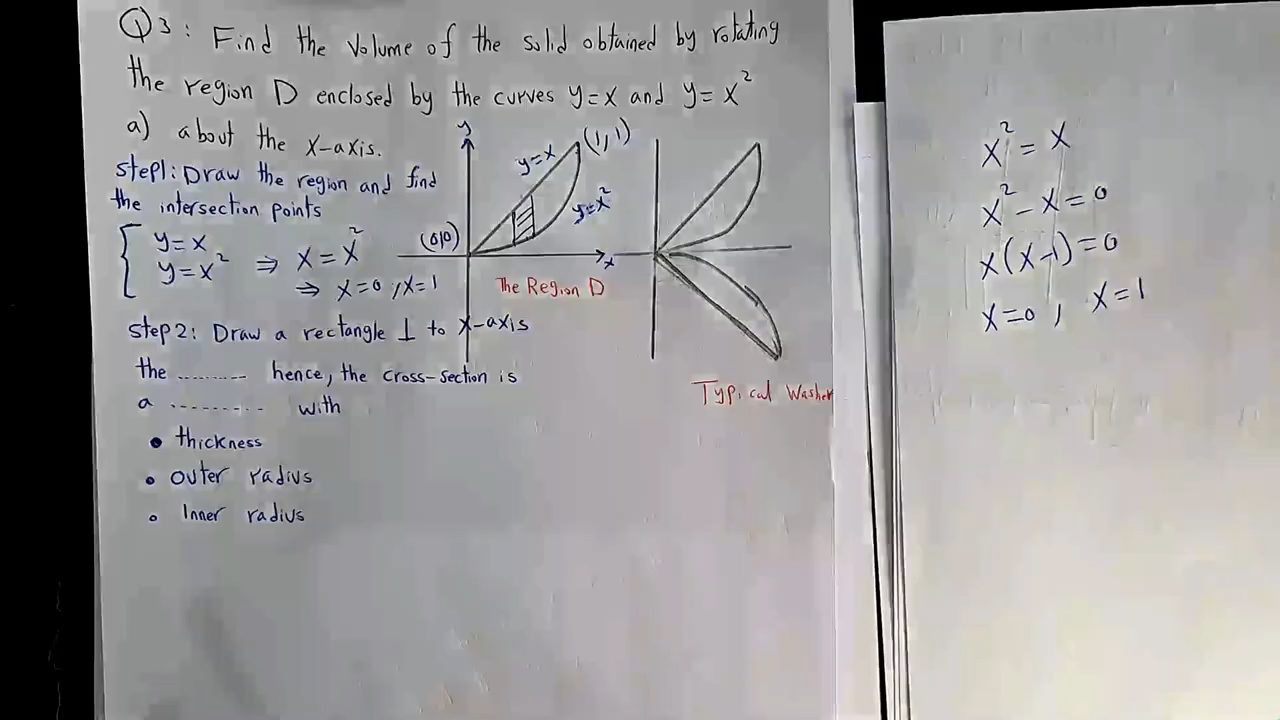 Q3: Find the Volume of the solid obtained by rotating
the region D enclosed by the curves y=x and y=x²
a) about the x-axis.
step1: Draw the region and find
the intersection points
{ y=x
y=x² ⇒ x=x²
⇒ x=0, x=1
y
(1,1)
y=x
y=x²
(0,0)
x
The Region D
step2: Draw a rectangle ⊥ to x-axis
the ......... hence, the cross-section is
a .......... with
• thickness
• outer radius
• Inner radius
Typical Washer
x² = x
x² - x = 0
x(x-1) = 0
x=0, x=1